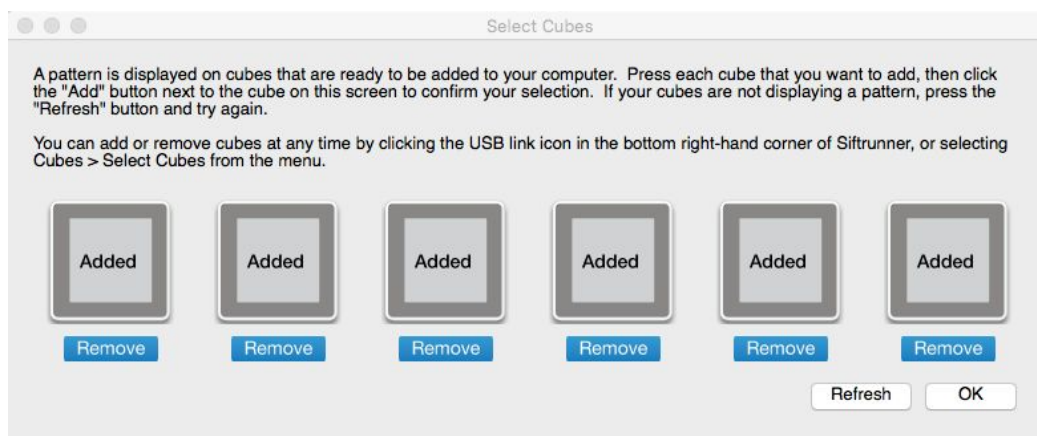 Select Cubes
A pattern is displayed on cubes that are ready to be added to your computer.  Press each cube that you want to add, then click
the "Add" button next to the cube on this screen to confirm your selection.  If your cubes are not displaying a pattern, press the
"Refresh" button and try again.
You can add or remove cubes at any time by clicking the USB link icon in the bottom right-hand corner of Siftrunner, or selecting
Cubes > Select Cubes from the menu.
Added Added Added Added Added Added
Remove Remove Remove Remove Remove Remove
Refresh OK